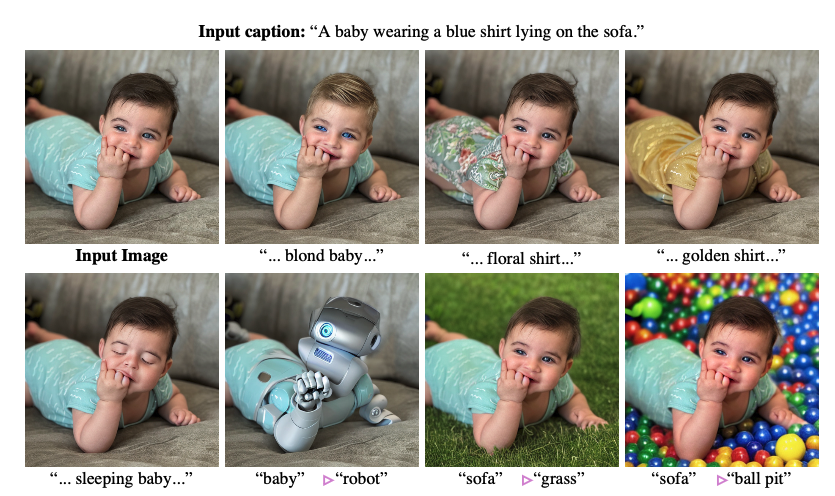 Input caption: “A baby wearing a blue shirt lying on the sofa.”
Input Image
“... blond baby...”
“... floral shirt...”
“... golden shirt...”
“... sleeping baby...”
“baby” ▷ “robot”
“sofa” ▷ “grass”
“sofa” ▷ “ball pit”